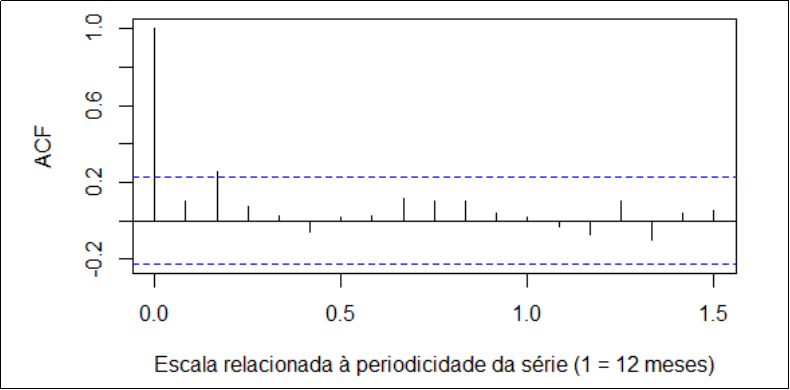 1.0
0.6
0.2
-0.2
ACF
0.0 0.5 1.0 1.5
Escala relacionada à periodicidade da série (1 = 12 meses)